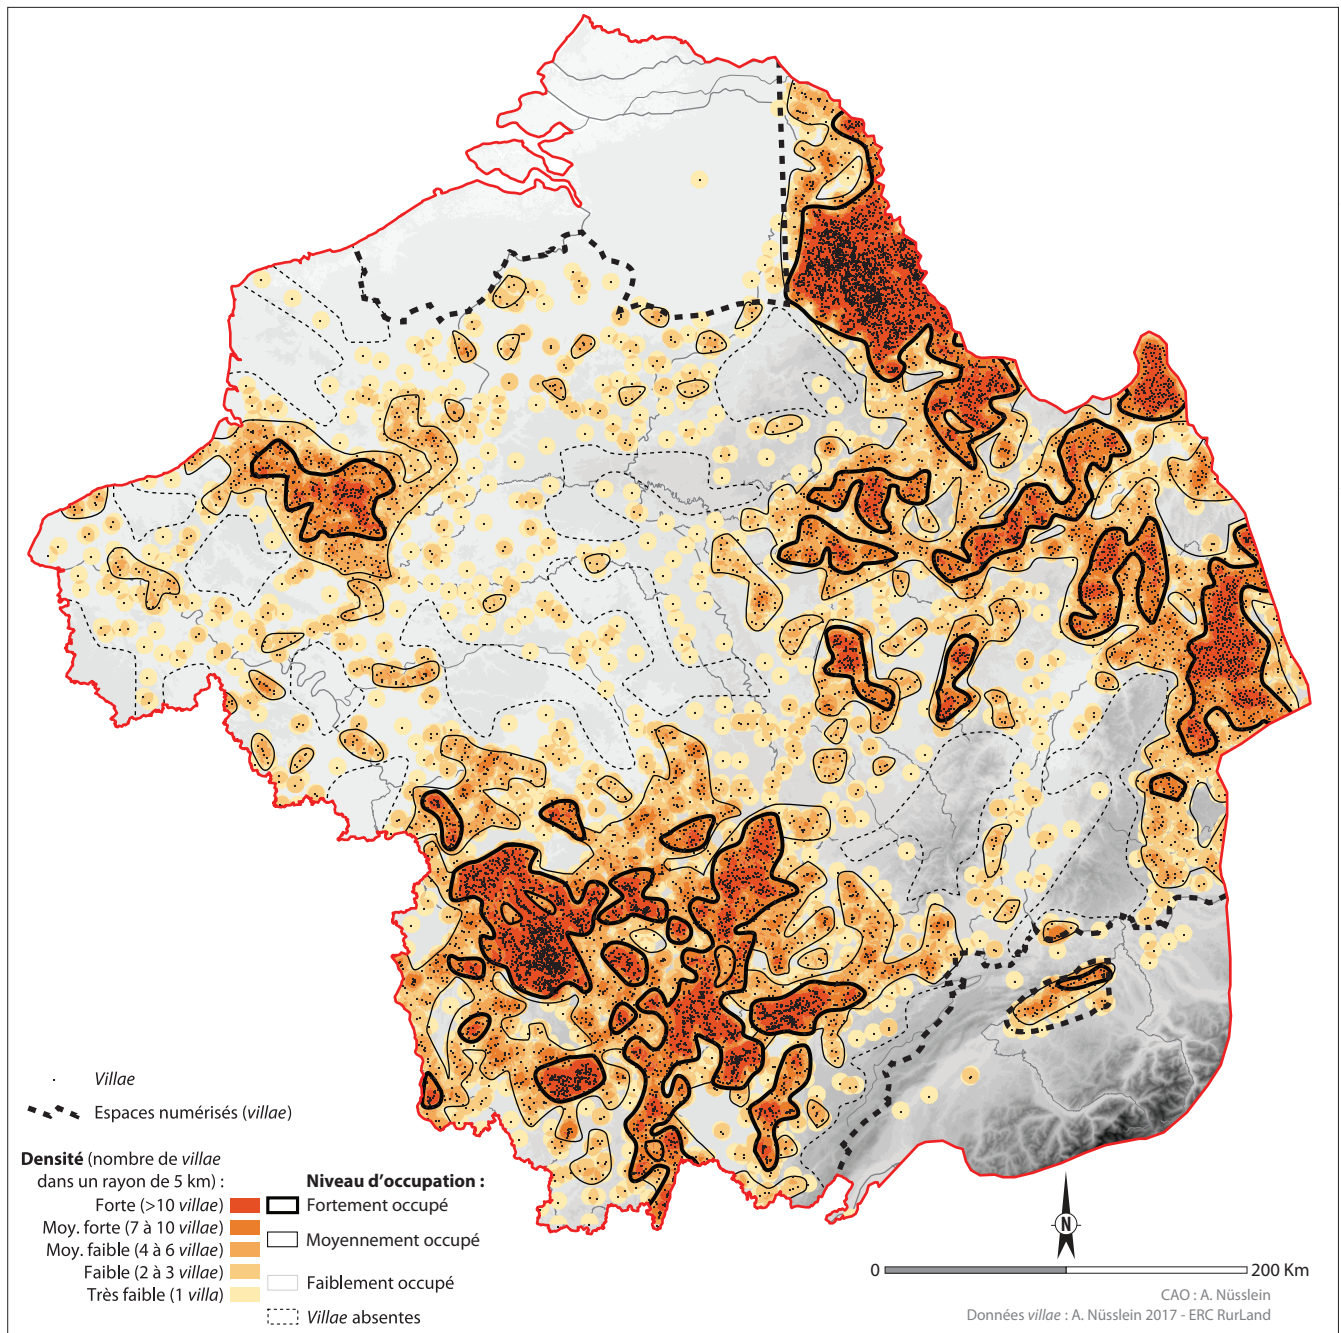 Villae
Espaces numérisés (villae)
Densité (nombre de villae
dans un rayon de 5 km) :
Forte (>10 villae)
Moy. forte (7 à 10 villae)
Moy. faible (4 à 6 villae)
Faible (2 à 3 villae)
Très faible (1 villa)
Niveau d’occupation :
Fortement occupé
Moyennement occupé
Faiblement occupé
Villae absentes
N
0
200 Km
CAO : A. Nüsslein
Données villae : A. Nüsslein 2017 - ERC RurLand